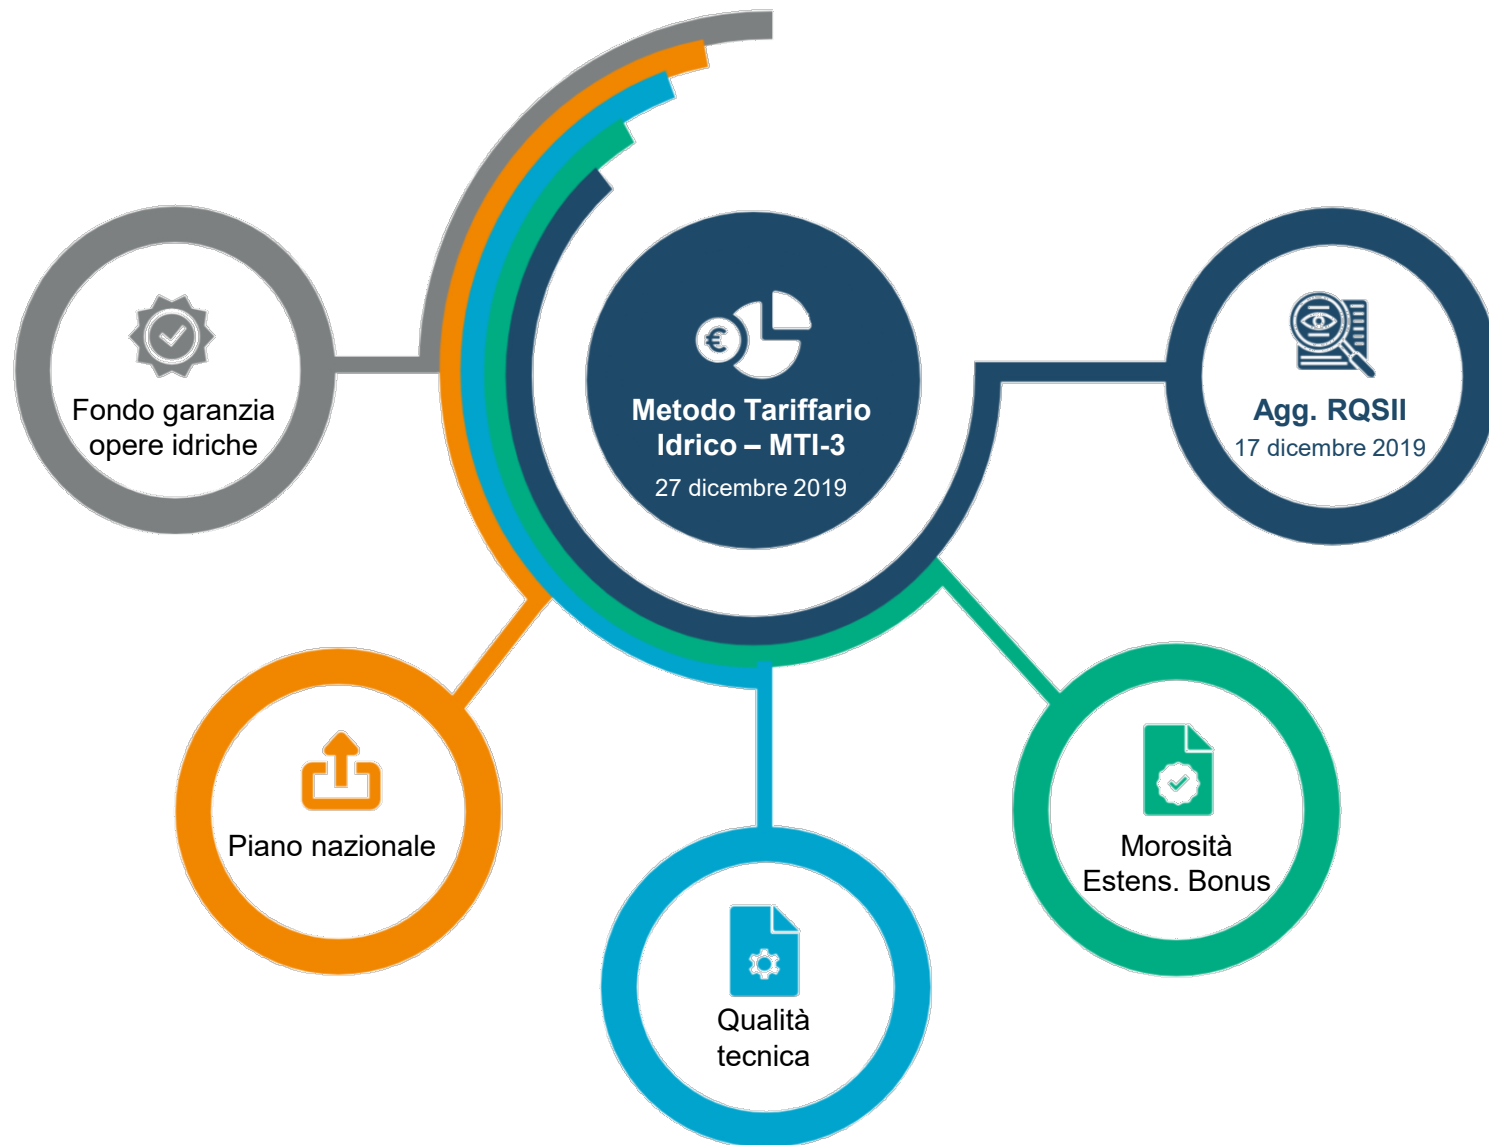 Fondo garanzia
opere idriche
€
Metodo Tariffario
Idrico – MTI-3
27 dicembre 2019
Agg. RQSII
17 dicembre 2019
Piano nazionale
Morosità
Estens. Bonus
Qualità
tecnica